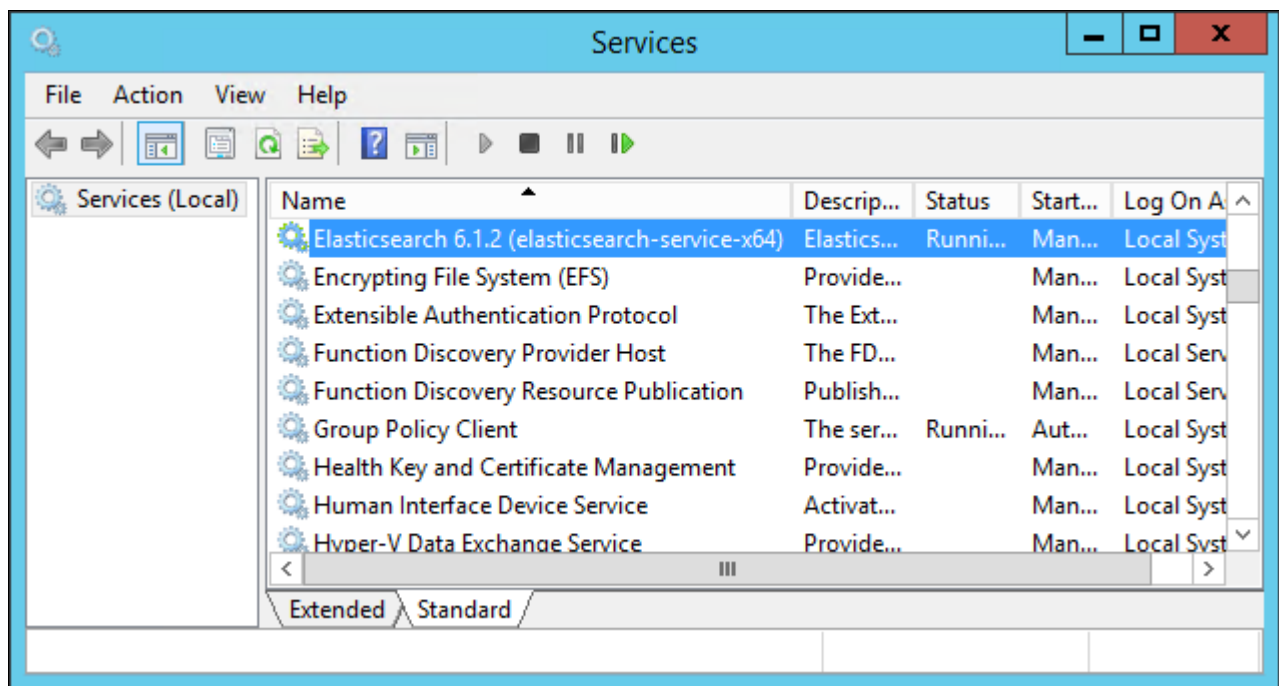 Services
File Action View Help
Services (Local)
Name Descrip... Status Start... Log On A
Elasticsearch 6.1.2 (elasticsearch-service-x64) Elastics... Runni... Man... Local Syst
Encrypting File System (EFS) Provide... Man... Local Syst
Extensible Authentication Protocol The Ext... Man... Local Syst
Function Discovery Provider Host The FD... Man... Local Serv
Function Discovery Resource Publication Publish... Man... Local Serv
Group Policy Client The ser... Runni... Aut... Local Syst
Health Key and Certificate Management Provide... Man... Local Syst
Human Interface Device Service Activat... Man... Local Syst
Hyper-V Data Exchange Service Provide... Man... Local Syst
Extended Standard